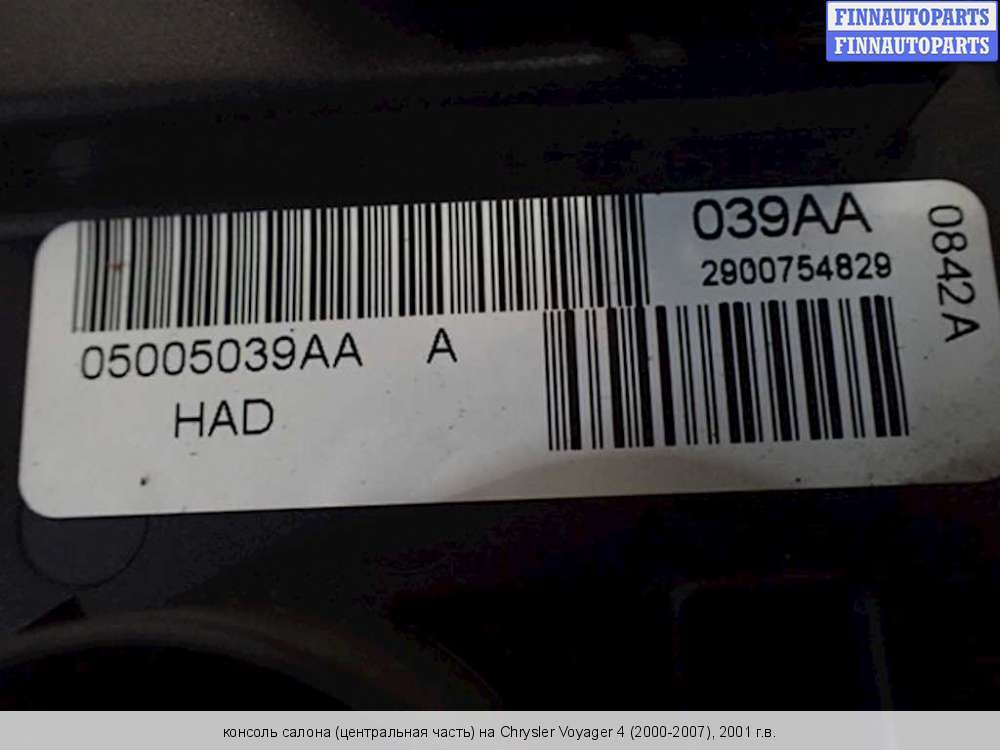 FINNAUTOPARTS
FINNAUTOPARTS
039AA
2900754829
0842A
05005039AA A
HAD
консоль салона (центральная часть) на Chrysler Voyager 4 (2000-2007), 2001 г.в.